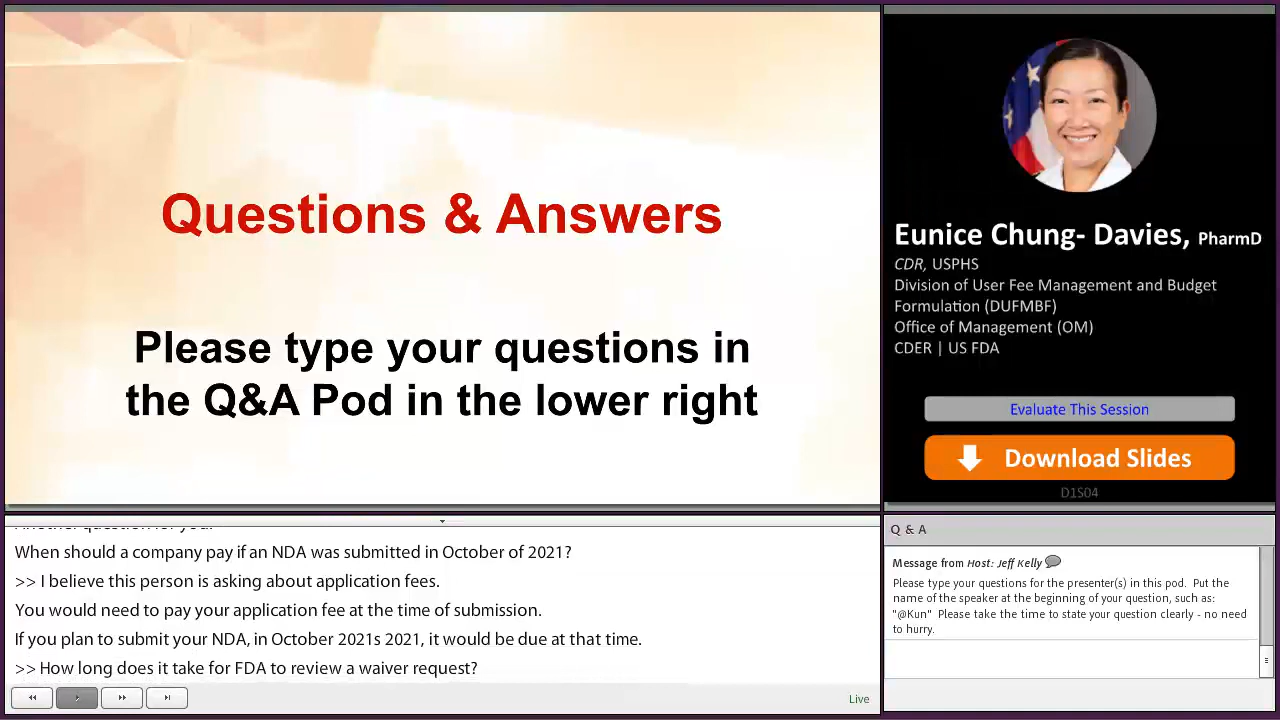 Questions & Answers
Please type your questions in
the Q&A Pod in the lower right
Eunice Chung- Davies, PharmD
CDR, USPHS
Division of User Fee Management and Budget
Formulation (DUFMBF)
Office of Management (OM)
CDER | US FDA
Evaluate This Session
Download Slides
D1S04
Another question for you.
When should a company pay if an NDA was submitted in October of 2021?
>> I believe this person is asking about application fees.
You would need to pay your application fee at the time of submission.
If you plan to submit your NDA, in October 2021s 2021, it would be due at that time.
>> How long does it take for FDA to review a waiver request?
Live
Q & A
Message from Host: Jeff Kelly
Please type your questions for the presenter(s) in this pod. Put the
name of the speaker at the beginning of your question, such as:
"@Kun" Please take the time to state your question clearly - no need
to hurry.